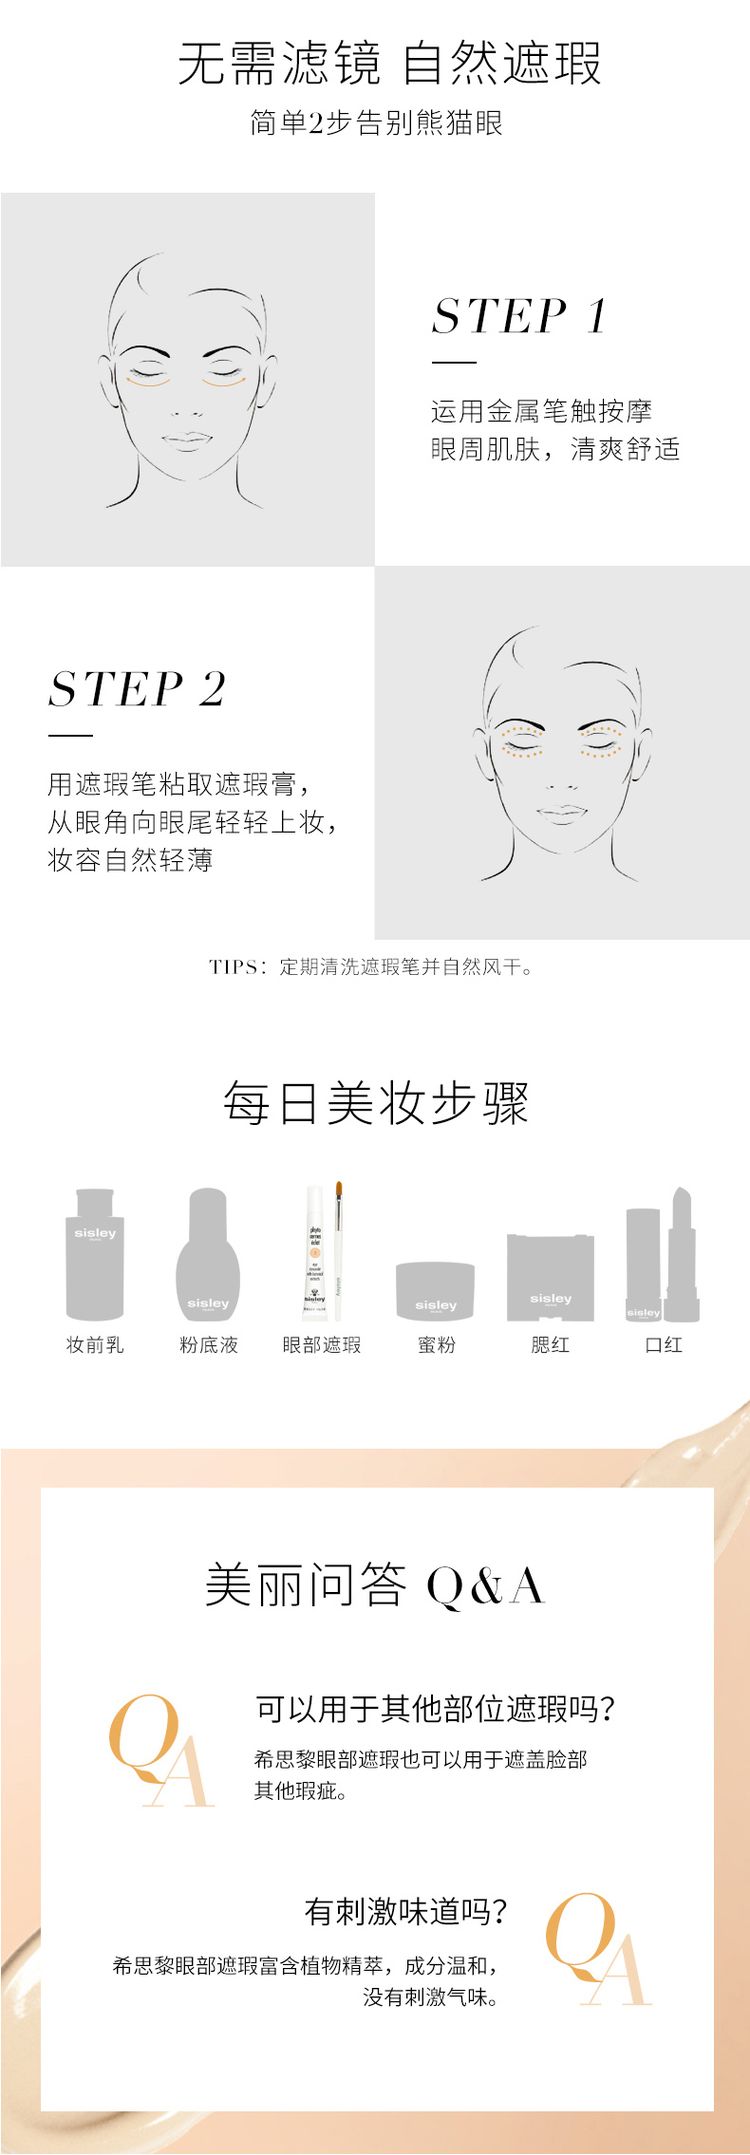 无需滤镜 自然遮瑕
简单2步告别熊猫眼
STEP 1
运用金属笔触按摩
眼周肌肤，清爽舒适
STEP 2
用遮瑕笔粘取遮瑕膏，
从眼角向眼尾轻轻上妆，
妆容自然轻薄
TIPS：定期清洗遮瑕笔并自然风干。
每日美妆步骤
sisley
sisley
phyto
cernes
éclat
sisley
sisley
sisley
sisley
妆前乳
粉底液
眼部遮瑕
蜜粉
腮红
口红
美丽问答 Q&A
QA
可以用于其他部位遮瑕吗？
希思黎眼部遮瑕也可以用于遮盖脸部
其他瑕疵。
有刺激味道吗？
QA
希思黎眼部遮瑕富含植物精萃，成分温和，
没有刺激气味。